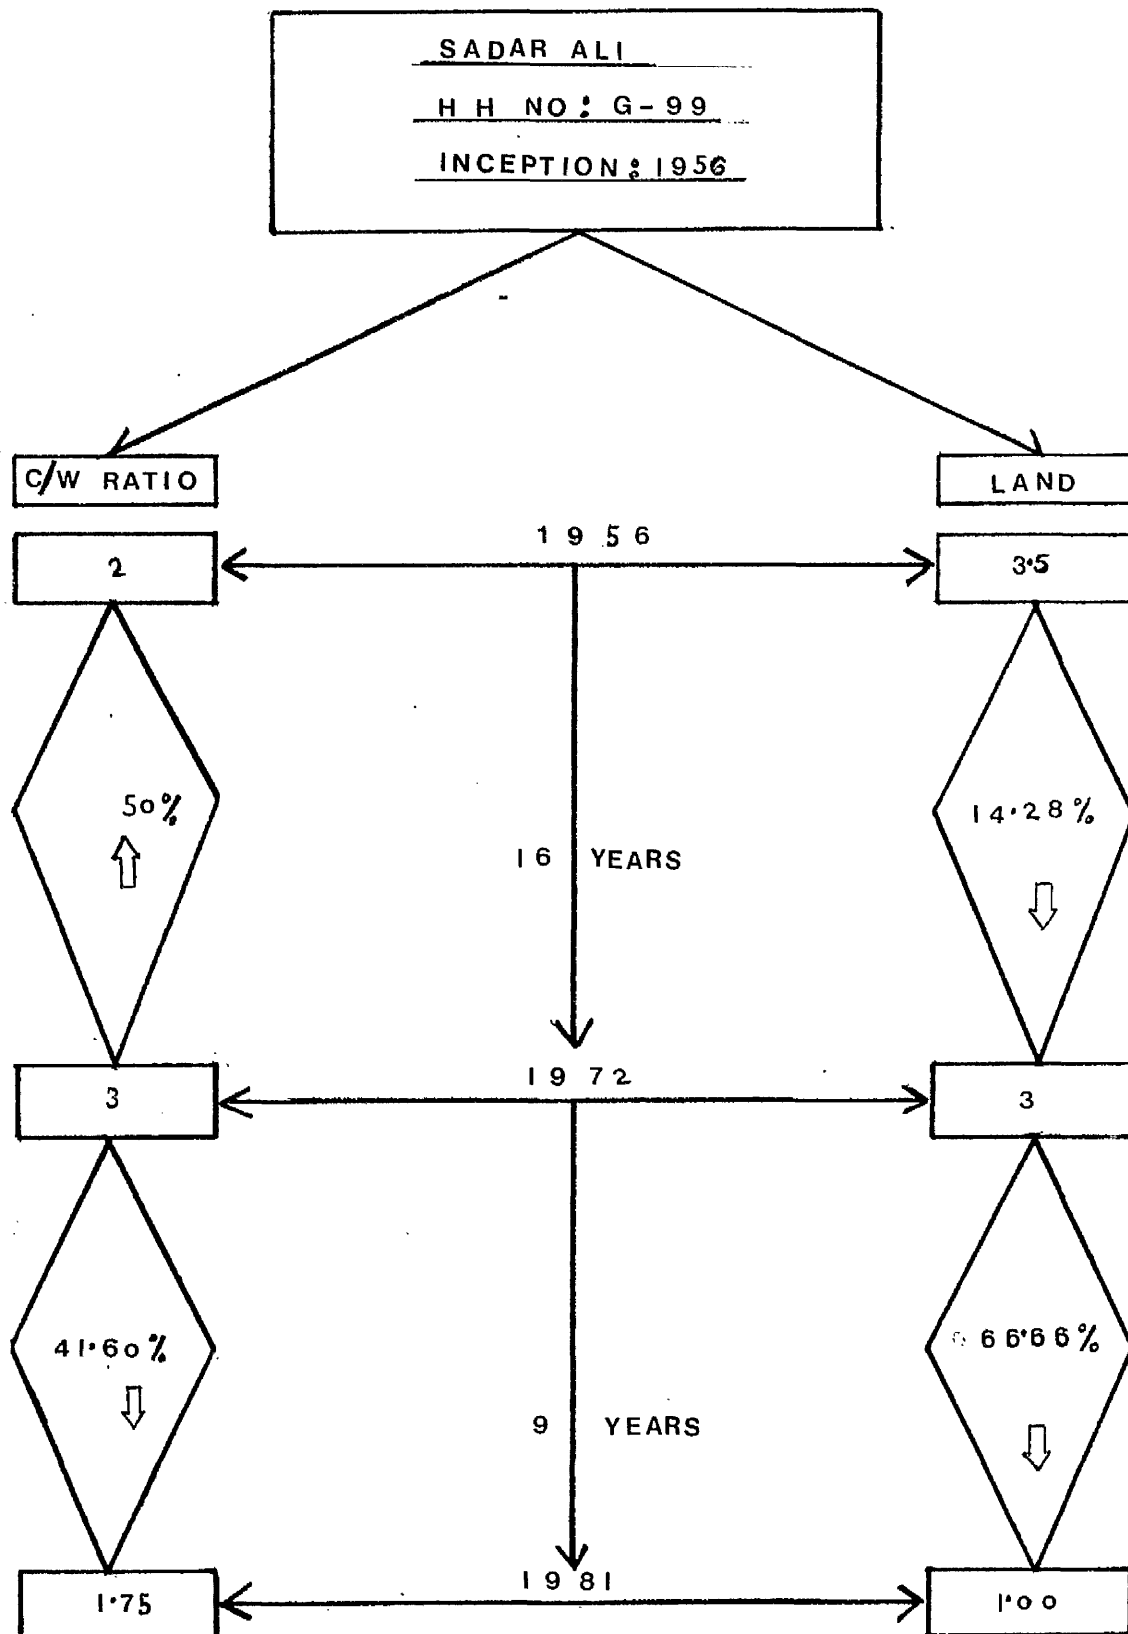 SADAR ALI
H H NO: G-99
INCEPTION: 1956
C/W RATIO
LAND
1956
2
3.5
50%
14.28%
16 YEARS
1972
3
3
41.60%
66.66%
9 YEARS
1981
1.75
1.00